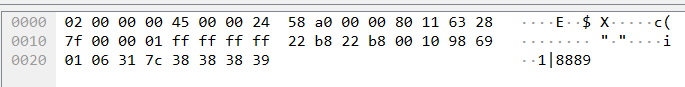 0000 02 00 00 00 45 00 00 24 58 a0 00 00 80 11 63 28 ····E··$ X·····c(
0010 7f 00 00 01 ff ff ff ff 22 b8 22 b8 00 10 98 69 ········ "·"····i
0020 01 06 31 7c 38 38 38 39 ··1|8889